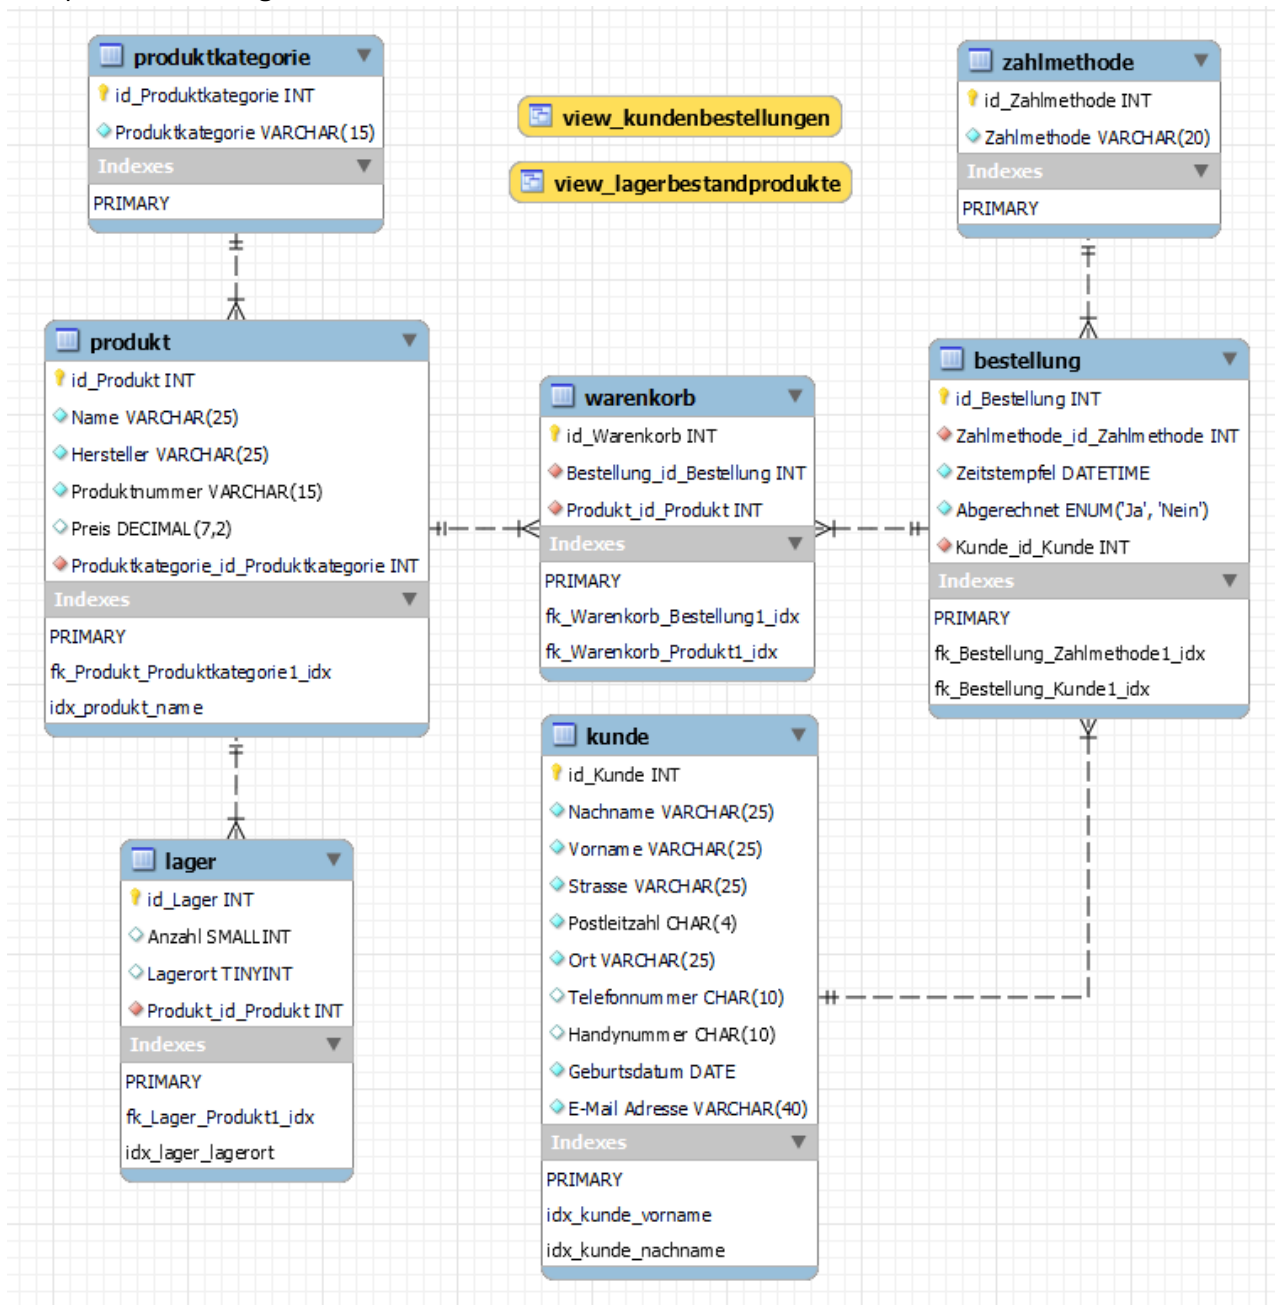 produktkategorie
id_Produktkategorie INT
Produktkategorie VARCHAR(15)
Indexes
PRIMARY
view_kundenbestellungen
view_lagerbestandprodukte
zahlmethode
id_Zahlmethode INT
Zahlmethode VARCHAR(20)
Indexes
PRIMARY
produkt
id_Produkt INT
Name VARCHAR(25)
Hersteller VARCHAR(25)
Produktnummer VARCHAR(15)
Preis DECIMAL(7,2)
Produktkategorie_id_Produktkategorie INT
Indexes
PRIMARY
fk_Produkt_Produktkategorie1_idx
idx_produkt_name
warenkorb
id_Warenkorb INT
Bestellung_id_Bestellung INT
Produkt_id_Produkt INT
Indexes
PRIMARY
fk_Warenkorb_Bestellung1_idx
fk_Warenkorb_Produkt1_idx
bestellung
id_Bestellung INT
Zahlmethode_id_Zahlmethode INT
Zeitstempfel DATETIME
Abgerechnet ENUM('Ja', 'Nein')
Kunde_id_Kunde INT
Indexes
PRIMARY
fk_Bestellung_Zahlmethode1_idx
fk_Bestellung_Kunde1_idx
lager
id_Lager INT
Anzahl SMALLINT
Lagerort TINYINT
Produkt_id_Produkt INT
Indexes
PRIMARY
fk_Lager_Produkt1_idx
idx_lager_lagerort
kunde
id_Kunde INT
Nachname VARCHAR(25)
Vorname VARCHAR(25)
Strasse VARCHAR(25)
Postleitzahl CHAR(4)
Ort VARCHAR(25)
Telefonnummer CHAR(10)
Handynummer CHAR(10)
Geburtsdatum DATE
E-Mail Adresse VARCHAR(40)
Indexes
PRIMARY
idx_kunde_vorname
idx_kunde_nachname